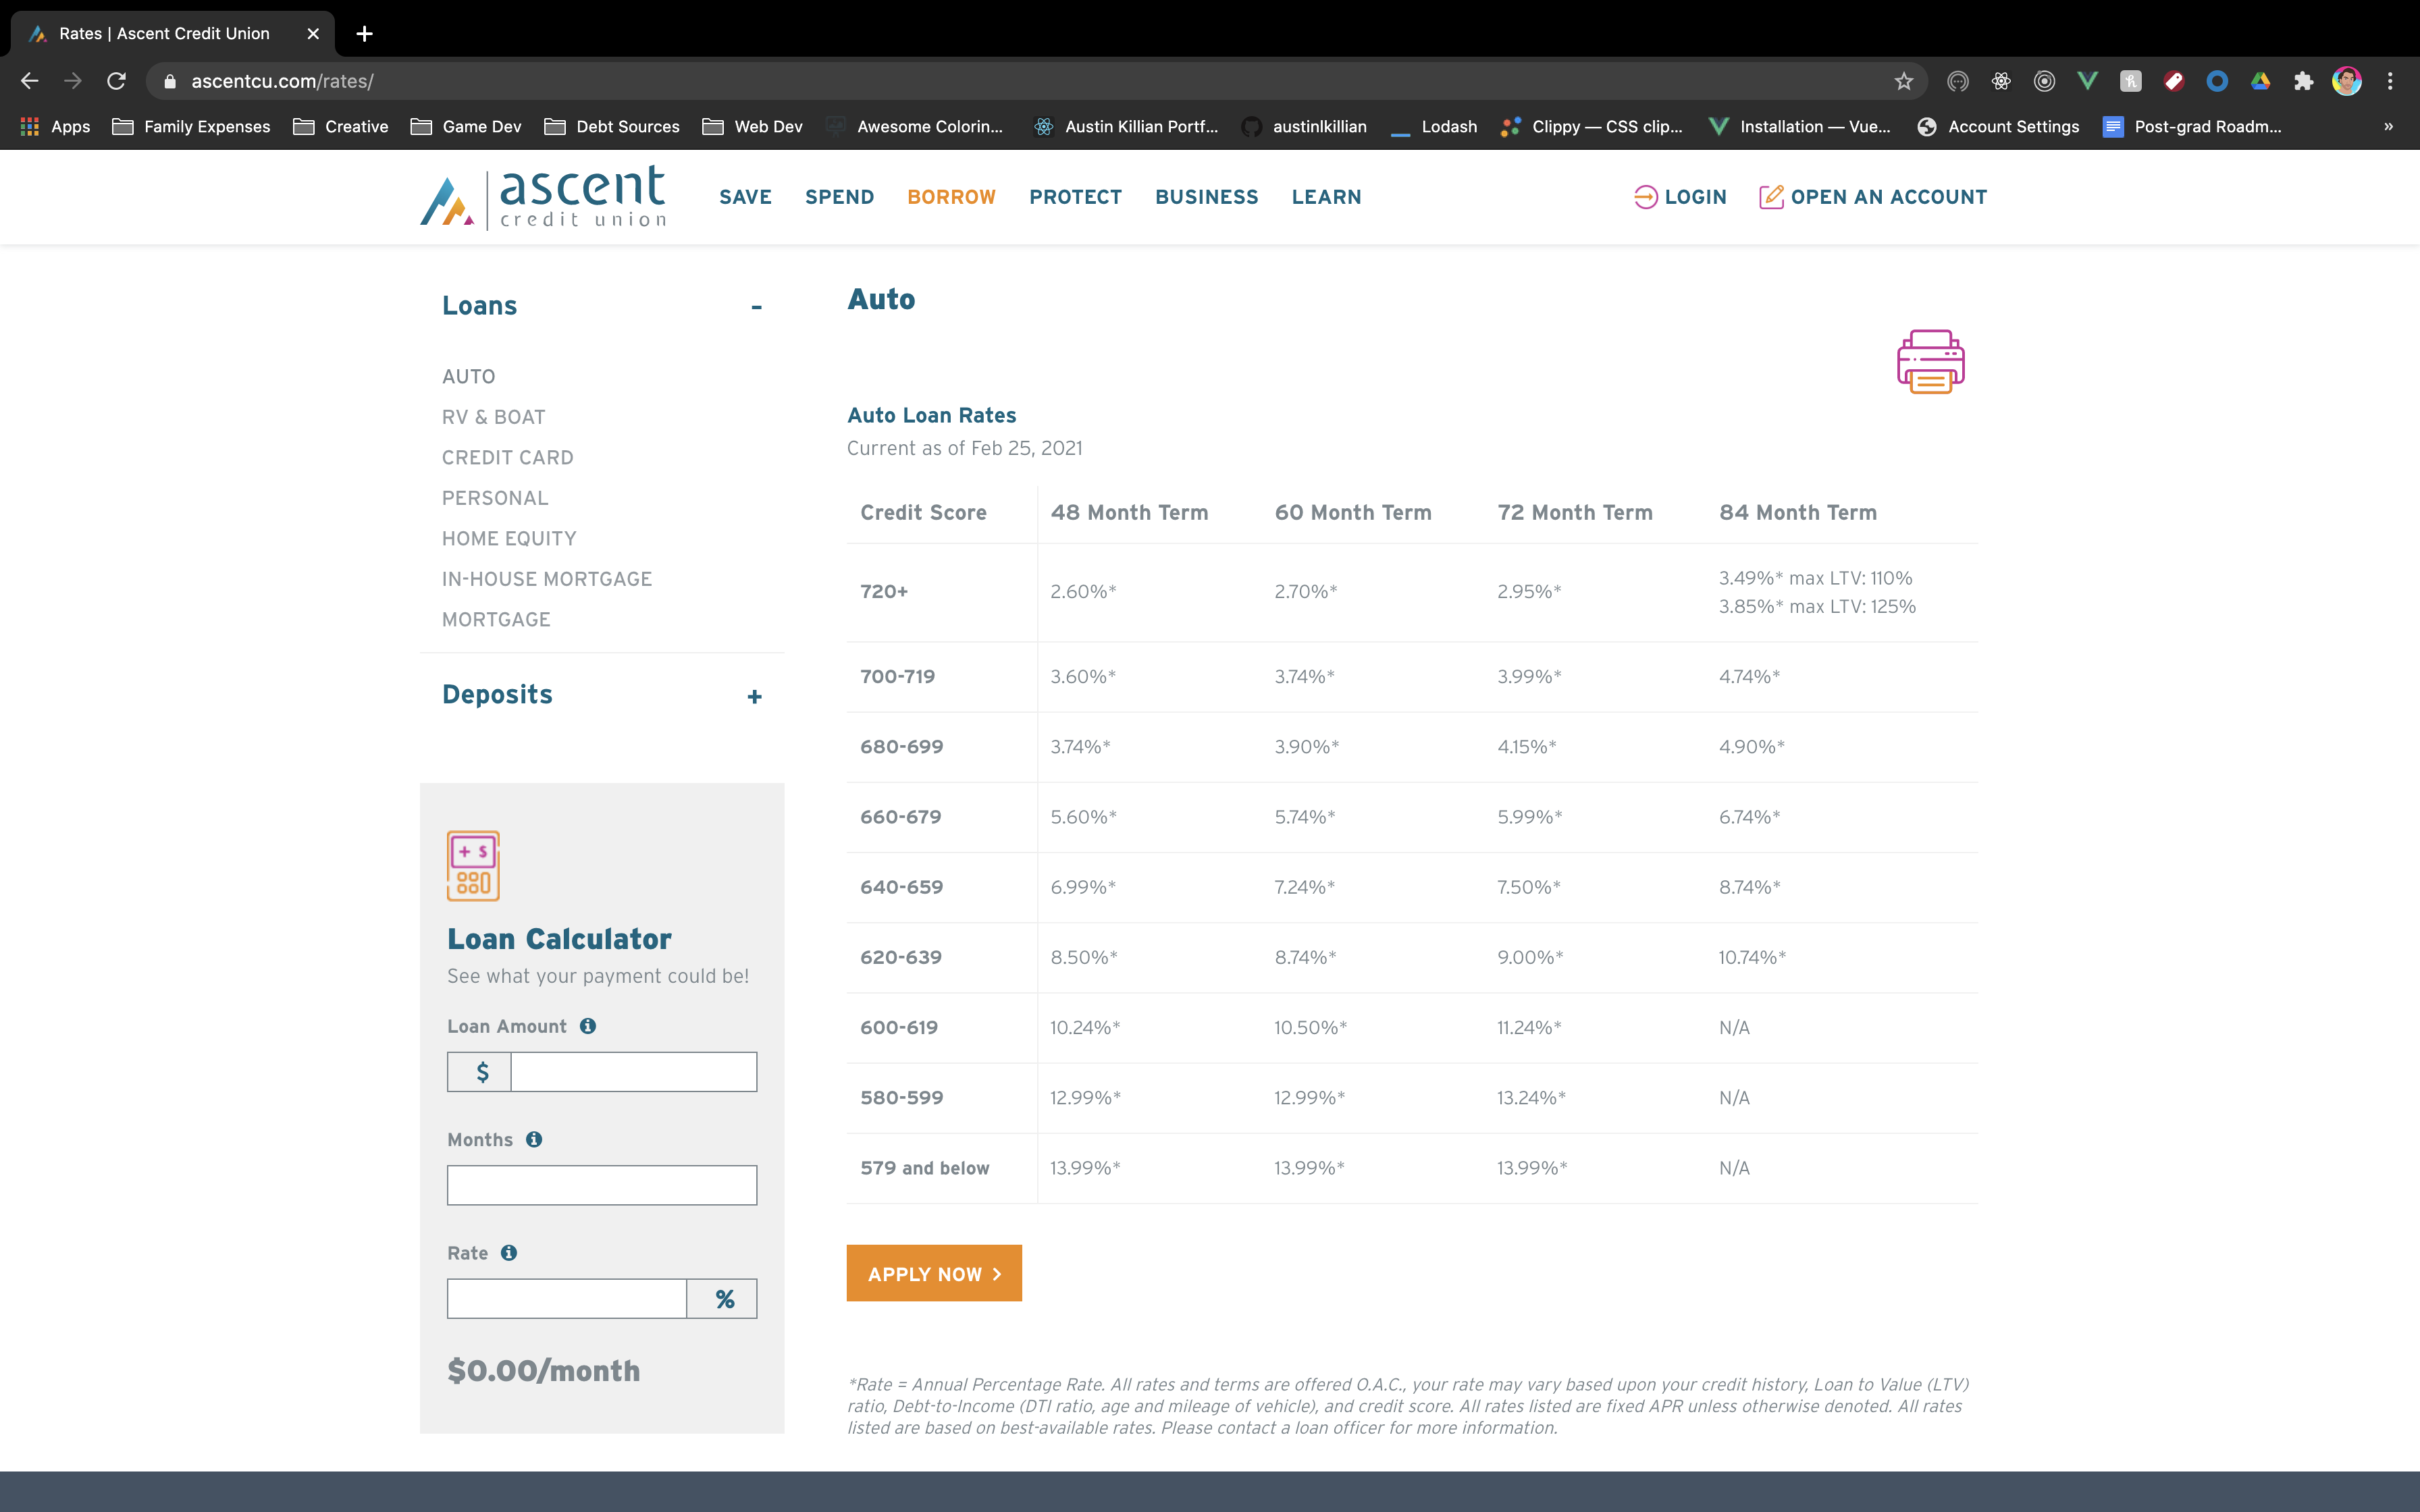 Rates | Ascent Credit Union
ascentcu.com/rates/
Apps Family Expenses Creative Game Dev Debt Sources Web Dev Awesome Colorin... Austin Killian Portf... austinlkillian Lodash Clippy — CSS clip... Installation — Vue... Account Settings Post-grad Roadm... »
ascent
credit union
SAVE SPEND BORROW PROTECT BUSINESS LEARN LOGIN OPEN AN ACCOUNT
Loans -
AUTO
RV & BOAT
CREDIT CARD
PERSONAL
HOME EQUITY
IN-HOUSE MORTGAGE
MORTGAGE
Deposits +
+ $
Loan Calculator
See what your payment could be!
Loan Amount i
$
Months i
Rate i
%
$0.00/month
Auto
Auto Loan Rates
Current as of Feb 25, 2021
Credit Score 48 Month Term 60 Month Term 72 Month Term 84 Month Term
720+ 2.60%* 2.70%* 2.95%* 3.49%* max LTV: 110%
3.85%* max LTV: 125%
700-719 3.60%* 3.74%* 3.99%* 4.74%*
680-699 3.74%* 3.90%* 4.15%* 4.90%*
660-679 5.60%* 5.74%* 5.99%* 6.74%*
640-659 6.99%* 7.24%* 7.50%* 8.74%*
620-639 8.50%* 8.74%* 9.00%* 10.74%*
600-619 10.24%* 10.50%* 11.24%* N/A
580-599 12.99%* 12.99%* 13.24%* N/A
579 and below 13.99%* 13.99%* 13.99%* N/A
APPLY NOW >
*Rate = Annual Percentage Rate. All rates and terms are offered O.A.C., your rate may vary based upon your credit history, Loan to Value (LTV)
ratio, Debt-to-Income (DTI ratio, age and mileage of vehicle), and credit score. All rates listed are fixed APR unless otherwise denoted. All rates
listed are based on best-available rates. Please contact a loan officer for more information.